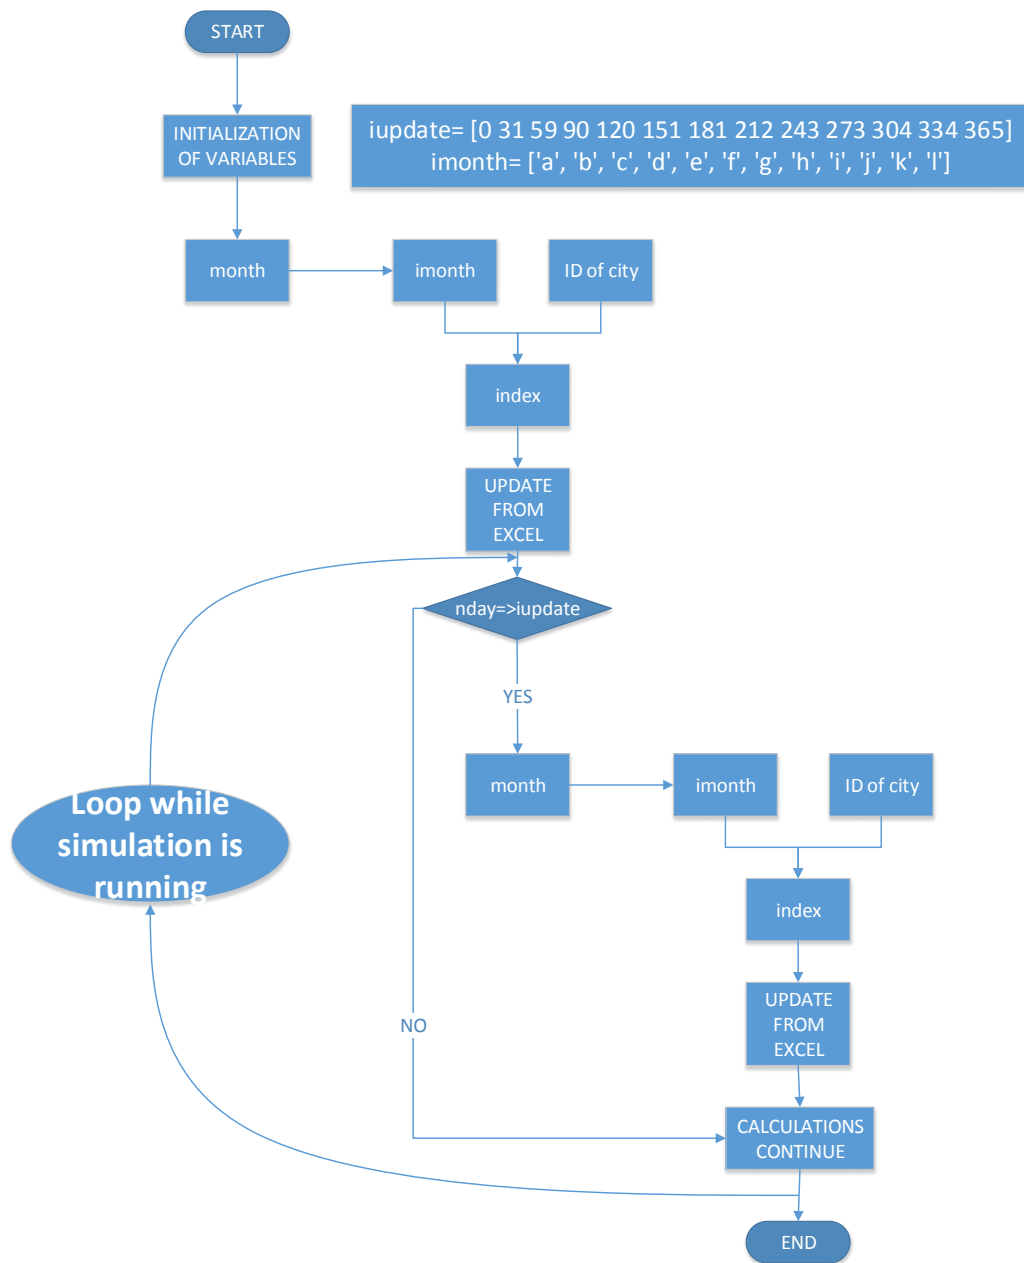 START
INITIALIZATION
OF VARIABLES
iupdate= [0 31 59 90 120 151 181 212 243 273 304 334 365]
imonth= ['a', 'b', 'c', 'd', 'e', 'f', 'g', 'h', 'i', 'j', 'k', 'l']
month
imonth
ID of city
index
UPDATE
FROM
EXCEL
nday=>iupdate
YES
month
imonth
ID of city
Loop while
simulation is
running
index
UPDATE
FROM
EXCEL
NO
CALCULATIONS
CONTINUE
END